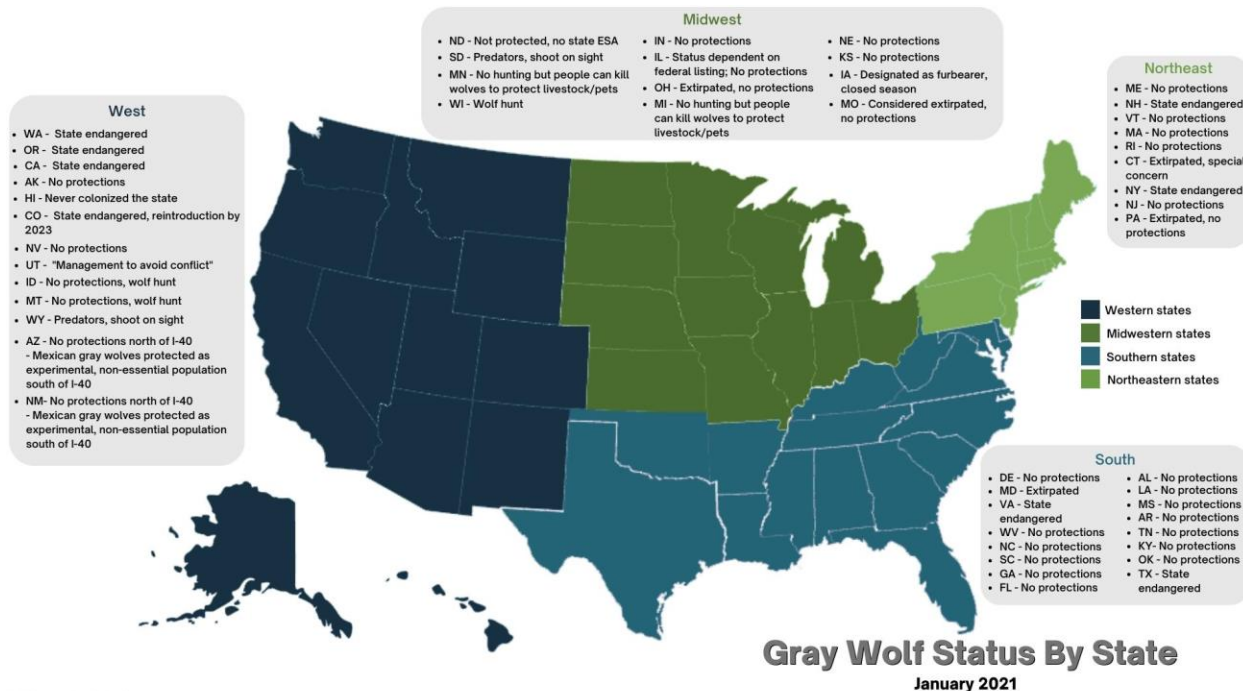 Midwest
ND - Not protected, no state ESA
SD - Predators, shoot on sight
MN - No hunting but people can kill
wolves to protect livestock/pets
WI - Wolf hunt
IN - No protections
IL - Status dependent on
federal listing; No protections
OH - Extirpated, no protections
MI - No hunting but people
can kill wolves to protect
livestock/pets
NE - No protections
KS - No protections
IA - Designated as furbearer,
closed season
MO - Considered extirpated,
no protections
Northeast
ME - No protections
NH - State endangered
VT - No protections
MA - No protections
RI - No protections
CT - Extirpated, special
concern
NY - State endangered
NJ - No protections
PA - Extirpated, no
protections
West
WA - State endangered
OR - State endangered
CA - State endangered
AK - No protections
HI - Never colonized the state
CO - State endangered, reintroduction by
2023
NV - No protections
UT - "Management to avoid conflict"
ID - No protections, wolf hunt
MT - No protections, wolf hunt
WY - Predators, shoot on sight
AZ - No protections north of I-40
- Mexican gray wolves protected as
experimental, non-essential population
south of I-40
NM- No protections north of I-40
- Mexican gray wolves protected as
experimental, non-essential population
south of I-40
Western states
Midwestern states
Southern states
Northeastern states
South
DE - No protections
MD - Extirpated
VA - State
endangered
WV - No protections
NC - No protections
SC - No protections
GA - No protections
FL - No protections
AL - No protections
LA - No protections
MS - No protections
AR - No protections
TN - No protections
KY- No protections
OK - No protections
TX - State
endangered
Gray Wolf Status By State
January 2021